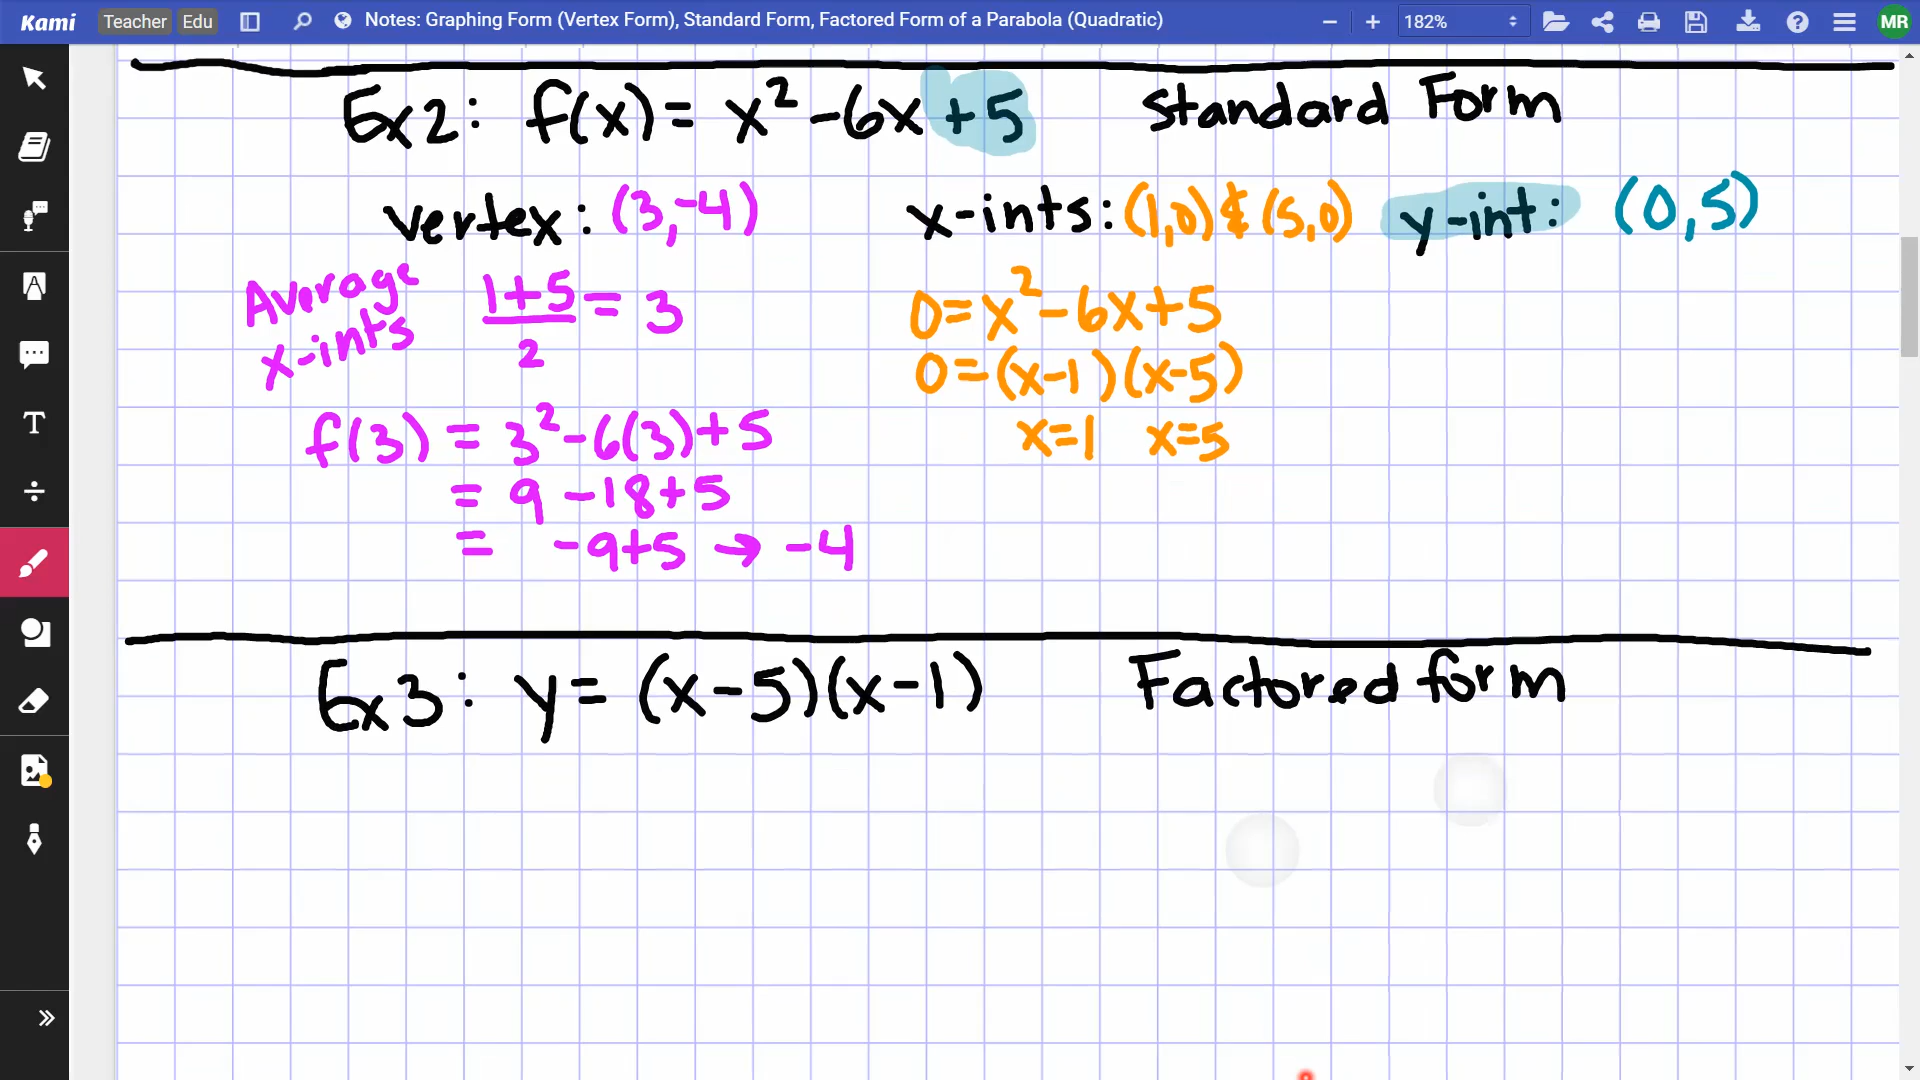 Kami Teacher Edu Notes: Graphing Form (Vertex Form), Standard Form, Factored Form of a Parabola (Quadratic) 182% MR
Ex2: f(x) = x² -6x +5 Standard Form
vertex: (3,-4) x-ints: (1,0) & (5,0) y-int: (0,5)
Average x-ints
1+5/2 = 3
f(3) = 3² -6(3)+5
= 9 -18+5
= -9+5 → -4
0=x²-6x+5
0=(x-1)(x-5)
x=1 x=5
Ex3: y= (x-5)(x-1) Factored form